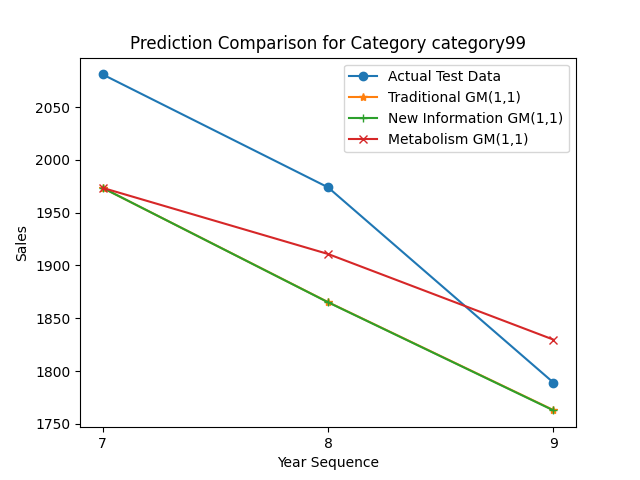 Prediction Comparison for Category category99
Actual Test Data
Traditional GM(1,1)
New Information GM(1,1)
Metabolism GM(1,1)
Sales
2050
2000
1950
1900
1850
1800
1750
7
8
9
Year Sequence